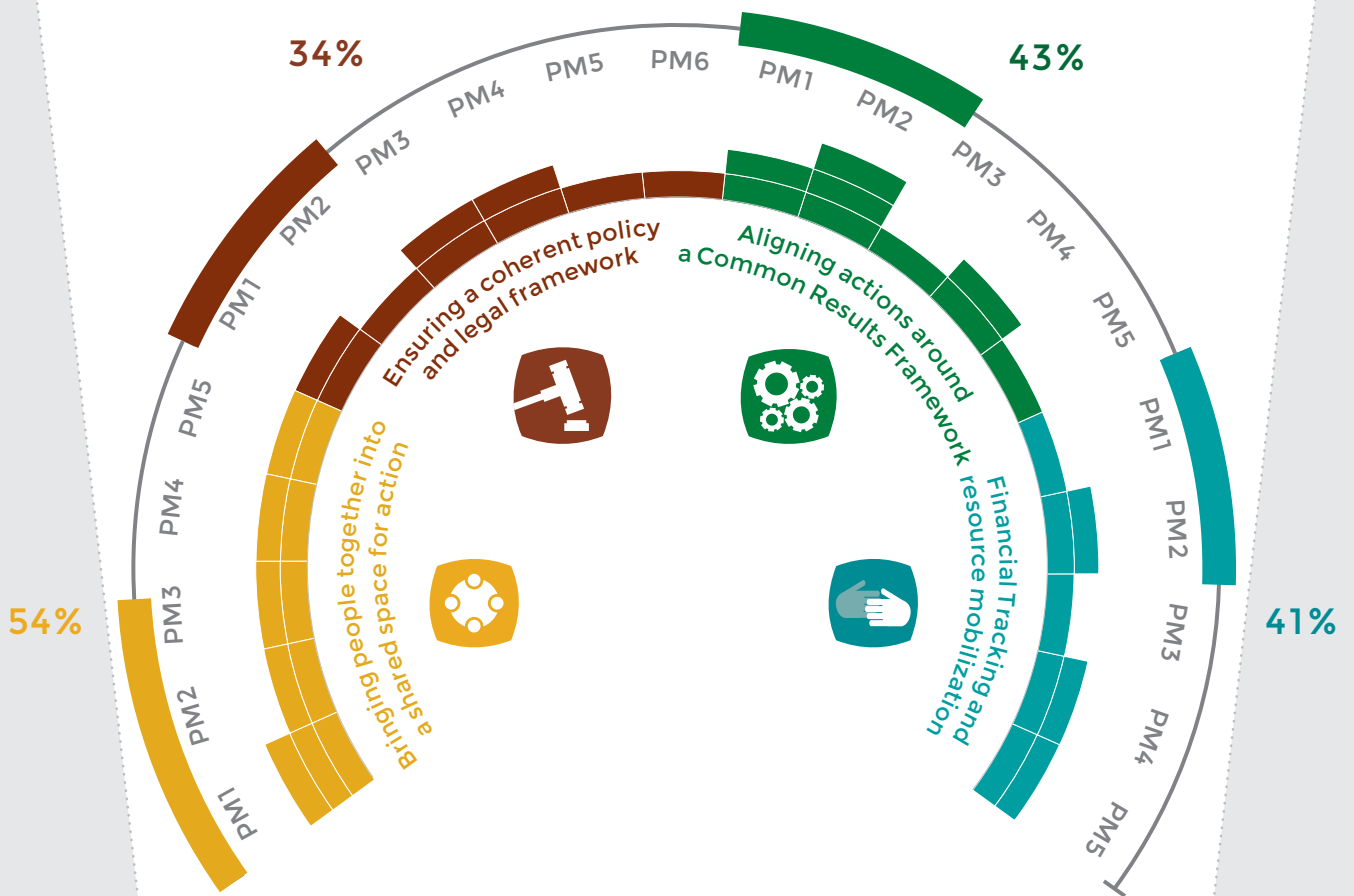 54%
PM1
PM2
PM3
PM4
PM5
Bringing people together into
a shared space for action
34%
PM1
PM2
PM3
PM4
PM5
PM6
Ensuring a coherent policy
and legal framework
43%
PM1
PM2
PM3
PM4
PM5
Aligning actions around
a Common Results Framework
41%
PM1
PM2
PM3
PM4
PM5
Financial Tracking and
resource mobilization